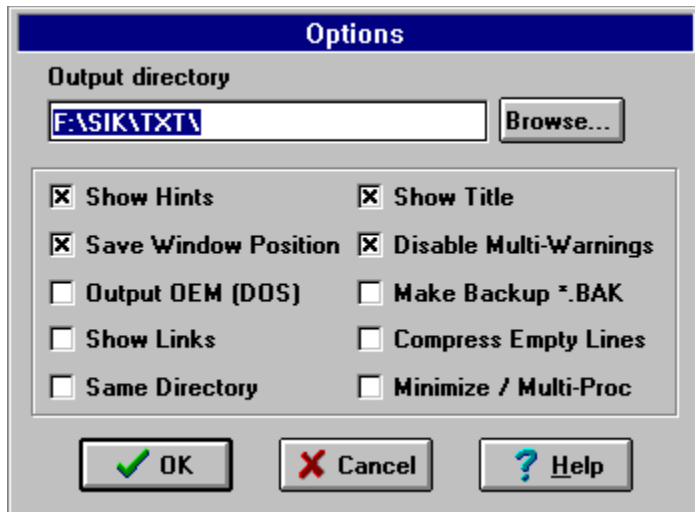 Options
Output directory
F:\SIK\TXT\ Browse...
Show Hints Show Title
Save Window Position Disable Multi-Warnings
Output OEM (DOS) Make Backup *.BAK
Show Links Compress Empty Lines
Same Directory Minimize / Multi-Proc
OK Cancel ? Help